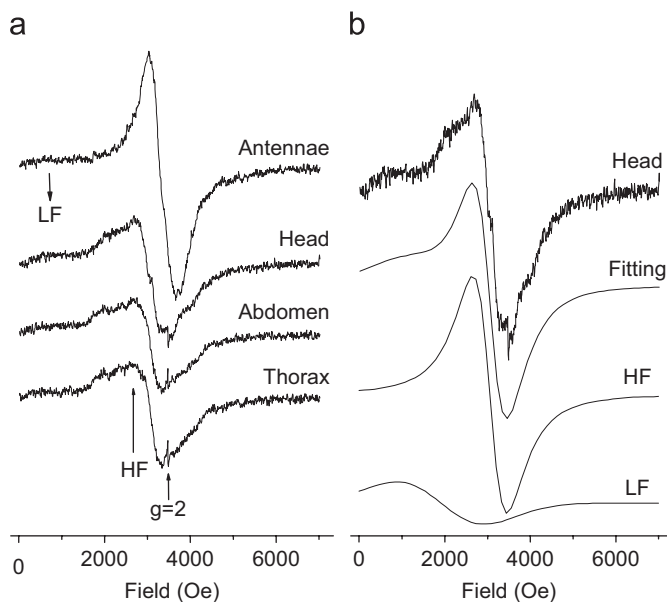 a
Antennae
LF
Head
Abdomen
Thorax
HF
g=2
0 2000 4000 6000
Field (Oe)
b
Head
Fitting
HF
LF
0 2000 4000 6000
Field (Oe)